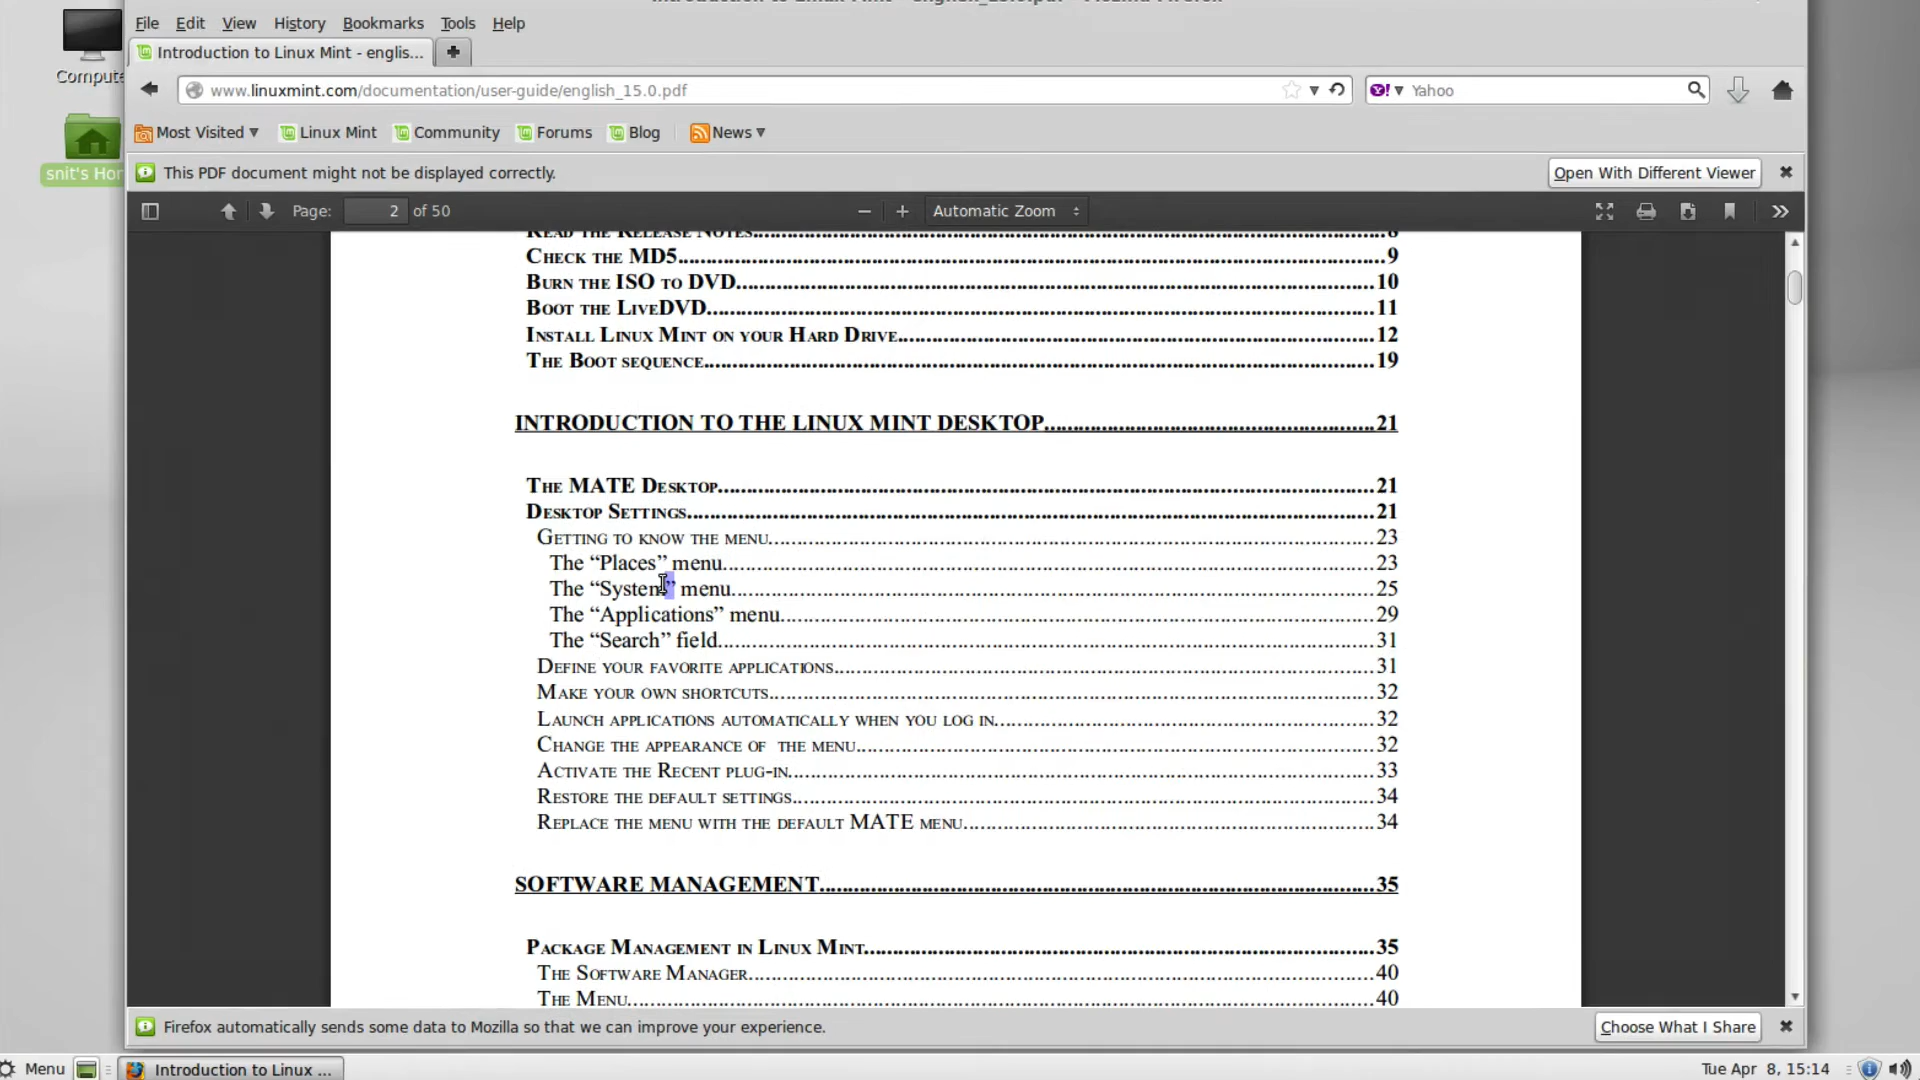 File Edit View History Bookmarks Tools Help
Compute
Introduction to Linux Mint - englis...
www.linuxmint.com/documentation/user-guide/english_15.0.pdf
Yahoo
Most Visited Linux Mint Community Forums Blog News
snit's Hor
This PDF document might not be displayed correctly.
Open With Different Viewer
Page: 2 of 50
Automatic Zoom
Read the Release Notes...8
Check the MD5...9
Burn the ISO to DVD...10
Boot the LiveDVD...11
Install Linux Mint on your Hard Drive...12
The Boot sequence...19
INTRODUCTION TO THE LINUX MINT DESKTOP...21
The MATE Desktop...21
Desktop Settings...21
Getting to know the menu...23
The “Places” menu...23
The “System” menu...25
The “Applications” menu...29
The “Search” field...31
Define your favorite applications...31
Make your own shortcuts...32
Launch applications automatically when you log in...32
Change the appearance of the menu...32
Activate the Recent plug-in...33
Restore the default settings...34
Replace the menu with the default MATE menu...34
SOFTWARE MANAGEMENT...35
Package Management in Linux Mint...35
The Software Manager...40
The Menu...40
Firefox automatically sends some data to Mozilla so that we can improve your experience.
Choose What I Share
Menu
Introduction to Linux ...
Tue Apr 8, 15:14